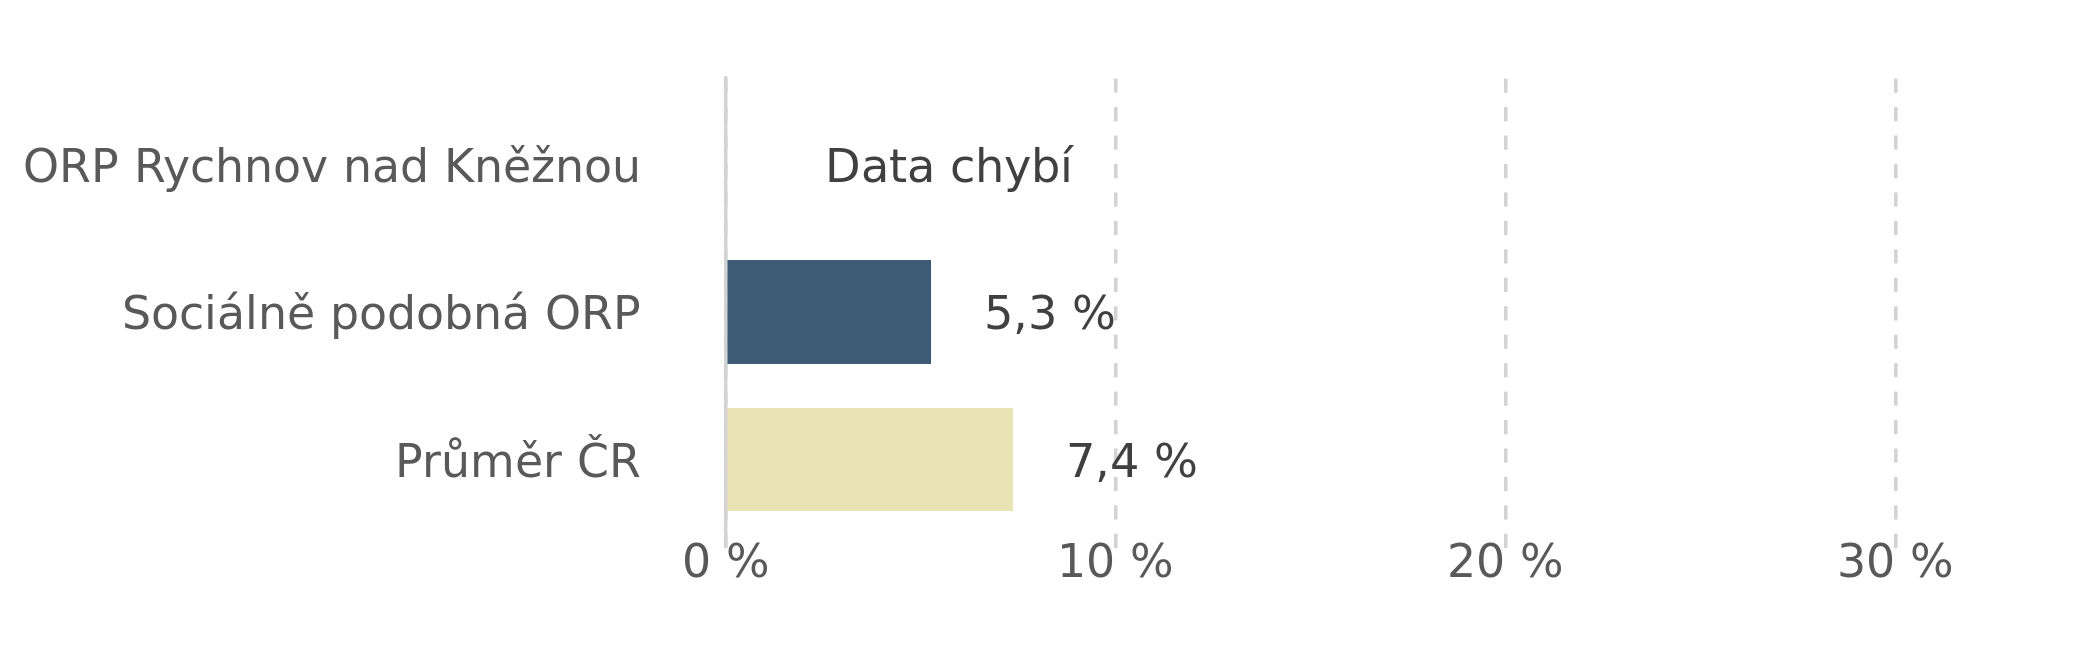 ORP Rychnov nad Kněžnou
Data chybí
Sociálně podobná ORP
5,3 %
Průměr ČR
7,4 %
0 %
10 %
20 %
30 %